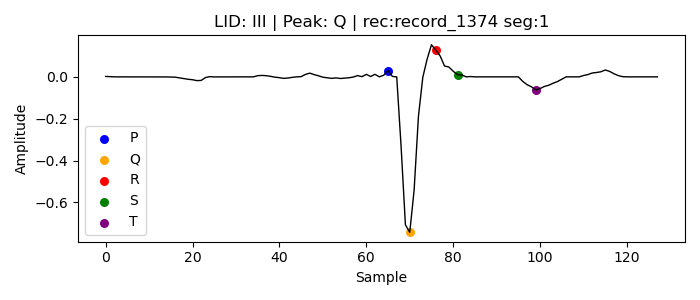 LID: III | Peak: Q | rec:record_1374 seg:1
Amplitude
0.0
−0.2
−0.4
−0.6
P
Q
R
S
T
0
20
40
60
80
100
120
Sample